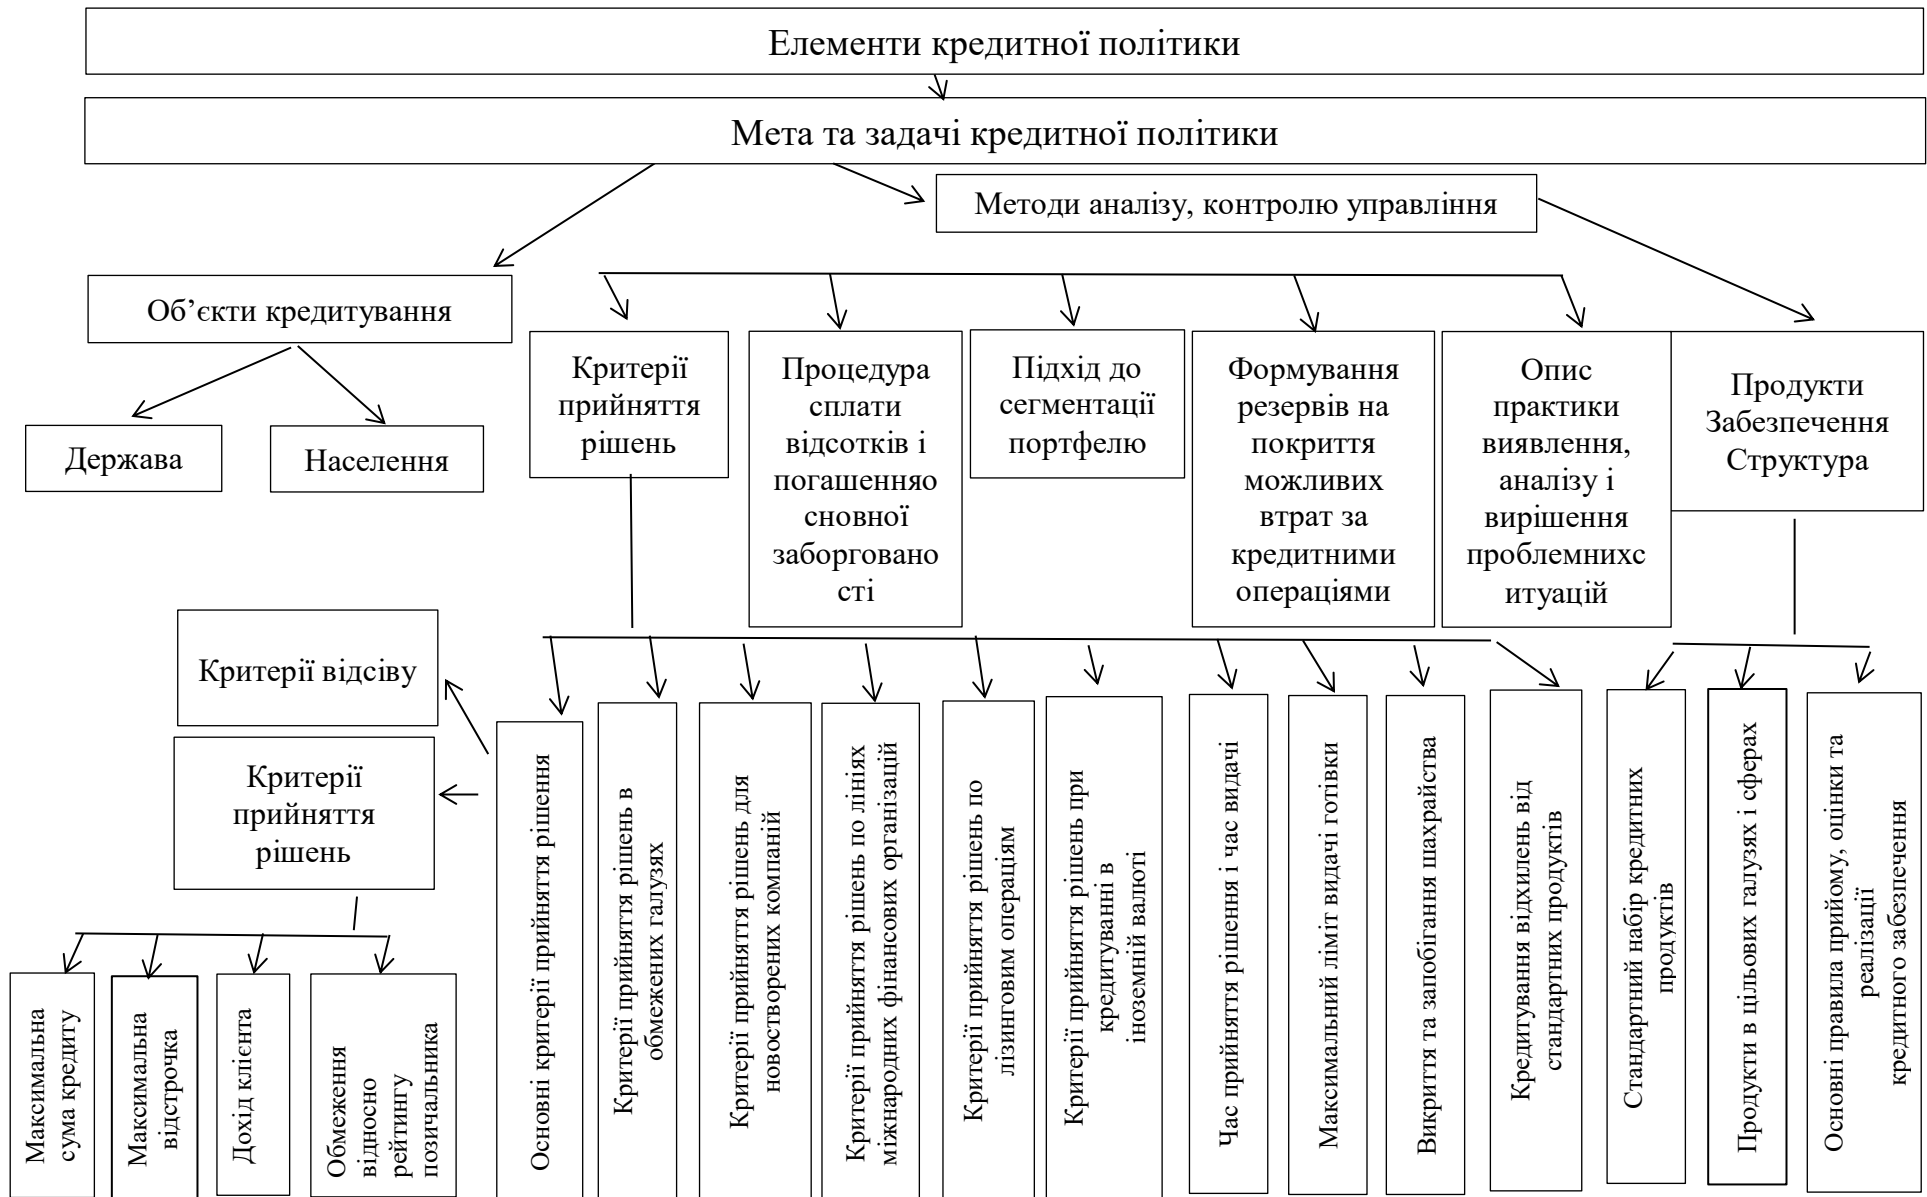 Елементи кредитної політики
Мета та задачі кредитної політики
Методи аналізу, контролю управління
Об’єкти кредитування
Держава
Населення
Критерії
прийняття
рішень
Процедура
сплати
відсотків і
погашенняо
сновної
заборговано
сті
Підхід до
сегментації
портфелю
Формування
резервів на
покриття
можливих
втрат за
кредитними
операціями
Опис
практики
виявлення,
аналізу і
вирішення
проблемнихс
итуацій
Продукти
Забезпечення
Структура
Критерії відсіву
Критерії
прийняття
рішень
Максимальна
сума кредиту
Максимальна
відстрочка
Дохід клієнта
Обмеження
відносно
рейтингу
позичальника
Основні критерії прийняття рішення
Критерії прийняття рішень в
обмежених галузях
Критерії прийняття рішень для
новостворених компаній
Критерії прийняття рішень по лініях
міжнародних фінансових організацій
Критерії прийняття рішень по
лізинговим операціям
Критерії прийняття рішень при
кредитуванні в
іноземній валюті
Час прийняття рішення і час видачі
Максимальний ліміт видачі готівки
Викриття та запобігання шахрайства
Кредитування відхилень від
стандартних продуктів
Стандартний набір кредитних
продуктів
Продукти в цільових галузях і сферах
Основні правила прийому, оцінки та
реалізації
кредитного забезпечення